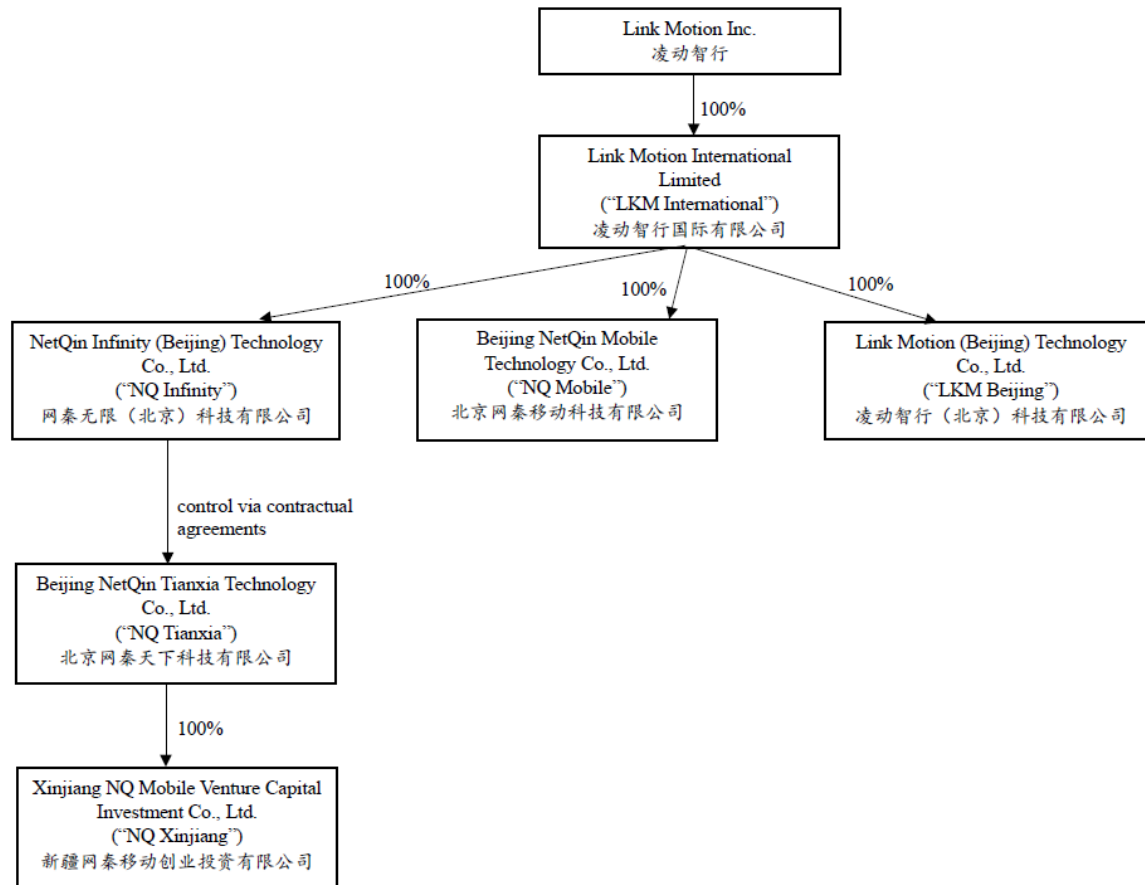 Link Motion Inc.
凌动智行
100%
Link Motion International
Limited
(“LKM International”)
凌动智行国际有限公司
100%
100%
100%
NetQin Infinity (Beijing) Technology
Co., Ltd.
(“NQ Infinity”)
网秦无限（北京）科技有限公司
Beijing NetQin Mobile
Technology Co., Ltd.
(“NQ Mobile”)
北京网秦移动科技有限公司
Link Motion (Beijing) Technology
Co., Ltd.
(“LKM Beijing”)
凌动智行（北京）科技有限公司
control via contractual
agreements
Beijing NetQin Tianxia Technology
Co., Ltd.
(“NQ Tianxia”)
北京网秦天下科技有限公司
100%
Xinjiang NQ Mobile Venture Capital
Investment Co., Ltd.
(“NQ Xinjiang”)
新疆网秦移动创业投资有限公司